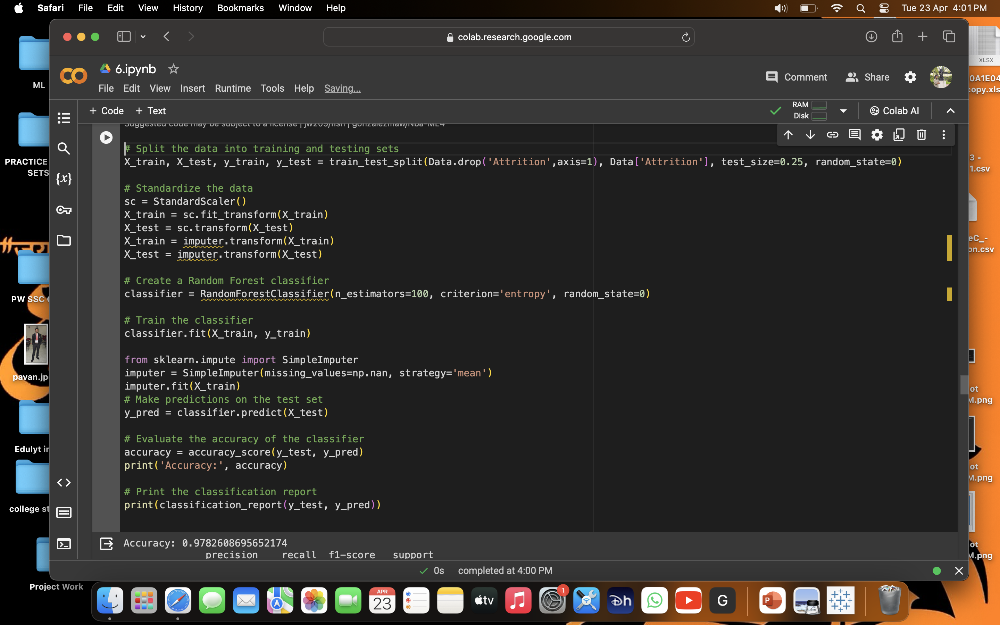 Safari File Edit View History Bookmarks Window Help Tue 23 Apr 4:01 PM
colab.research.google.com
6.ipynb
Comment Share
File Edit View Insert Runtime Tools Help Saving...
+ Code + Text
RAM
Disk
Colab AI
Suggested code may be subject to a license | jw209/fish | gonzalezmaw/Nba-ML4
# Split the data into training and testing sets
X_train, X_test, y_train, y_test = train_test_split(Data.drop('Attrition',axis=1), Data['Attrition'], test_size=0.25, random_state=0)
# Standardize the data
sc = StandardScaler()
X_train = sc.fit_transform(X_train)
X_test = sc.transform(X_test)
X_train = imputer.transform(X_train)
X_test = imputer.transform(X_test)
# Create a Random Forest classifier
classifier = RandomForestClassifier(n_estimators=100, criterion='entropy', random_state=0)
# Train the classifier
classifier.fit(X_train, y_train)
from sklearn.impute import SimpleImputer
imputer = SimpleImputer(missing_values=np.nan, strategy='mean')
imputer.fit(X_train)
# Make predictions on the test set
y_pred = classifier.predict(X_test)
# Evaluate the accuracy of the classifier
accuracy = accuracy_score(y_test, y_pred)
print('Accuracy:', accuracy)
# Print the classification report
print(classification_report(y_test, y_pred))
Accuracy: 0.9782608695652174
precision recall f1-score support
0s completed at 4:00 PM
ML
PRACTICE
SETS
{x}
PW SSC
pavan.jp
Edulyt
college
Project Work
XLSX
0A1E04
copy.xls
3 -
1.csv
eC_-
on.csv
ot
M.png
ot
M.png
ot
M.png
APR
23
tv
1
Dh
G
P